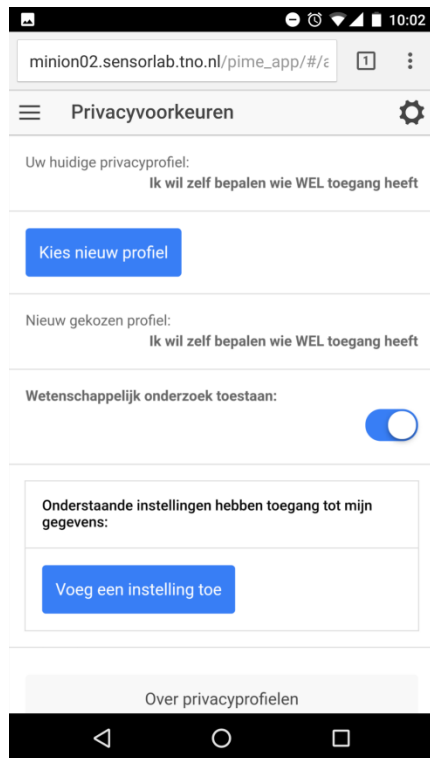 10:02
minion02.sensorlab.tno.nl/pime_app/#/a
1
Privacyvoorkeuren
Uw huidige privacyprofiel:
Ik wil zelf bepalen wie WEL toegang heeft
Kies nieuw profiel
Nieuw gekozen profiel:
Ik wil zelf bepalen wie WEL toegang heeft
Wetenschappelijk onderzoek toestaan:
Onderstaande instellingen hebben toegang tot mijn
gegevens:
Voeg een instelling toe
Over privacyprofielen